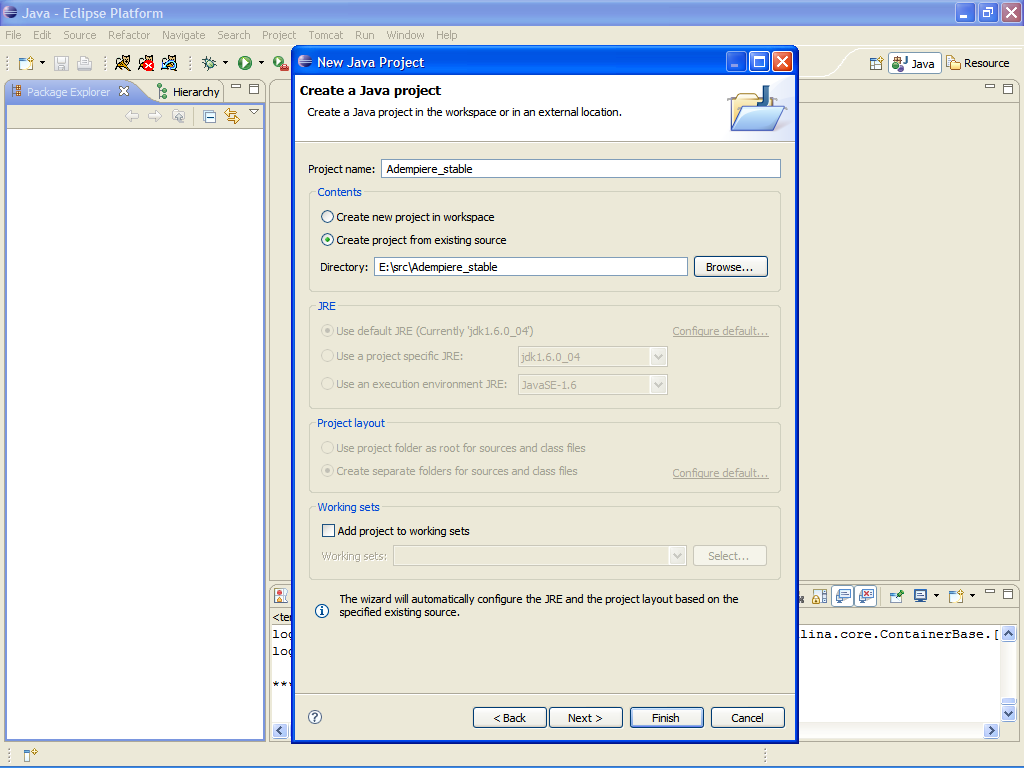 Java - Eclipse Platform
File Edit Source Refactor Navigate Search Project Tomcat Run Window Help
Java Resource
Package Explorer Hierarchy
New Java Project
Create a Java project
Create a Java project in the workspace or in an external location.
Project name: Adempiere_stable
Contents
Create new project in workspace
Create project from existing source
Directory: E:\src\Adempiere_stable Browse...
JRE
Use default JRE (Currently 'jdk1.6.0_04') Configure default...
Use a project specific JRE: jdk1.6.0_04
Use an execution environment JRE: JavaSE-1.6
Project layout
Use project folder as root for sources and class files
Create separate folders for sources and class files Configure default...
Working sets
Add project to working sets
Working sets: Select...
The wizard will automatically configure the JRE and the project layout based on the
specified existing source.
<ter
log lina.core.ContainerBase.[
log
**
? < Back Next > Finish Cancel